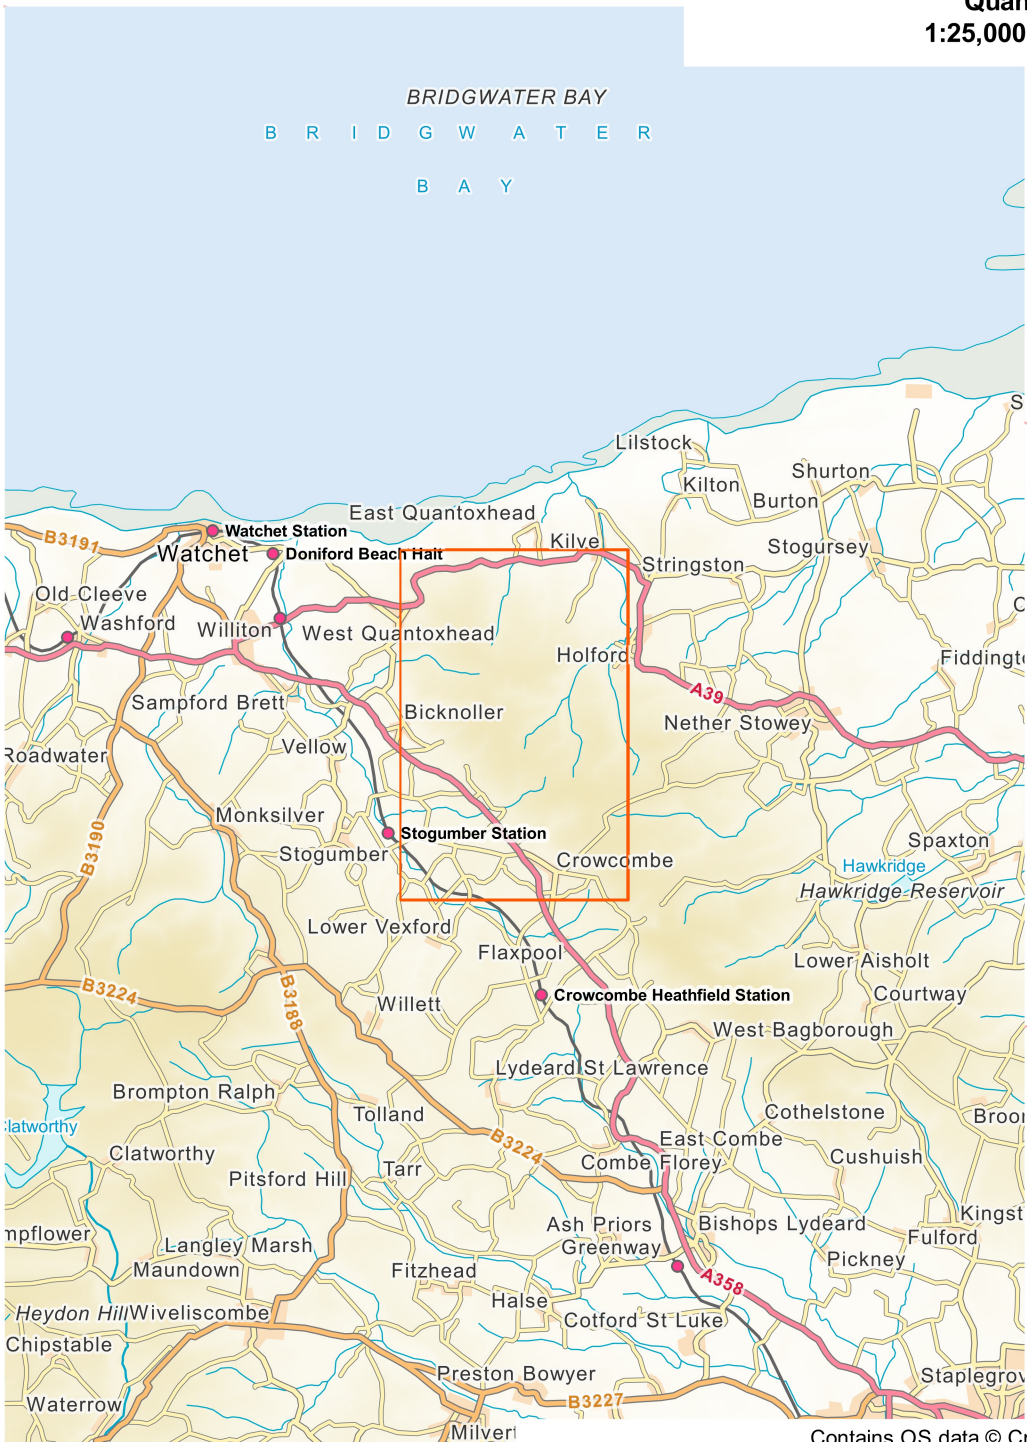 1:25,000
BRIDGWATER BAY
B R I D G W A T E R
B A Y
Lilstock
Shurton
Kilton
Burton
East Quantoxhead
Watchet Station
B3191
Kilve
Stogursey
Watchet
Doniford Beach Halt
Stringston
Old Cleeve
Washford
Williton
West Quantoxhead
Holford
A39
Sampford Brett
Bicknoller
Nether Stowey
Vellow
Roadwater
Monksilver
B3190
Stogumber Station
Spaxton
Stogumber
Crowcombe
Hawkridge
Hawkridge Reservoir
Lower Vexford
Flaxpool
Lower Aisholt
B3224
B3188
Willett
Crowcombe Heathfield Station
Courtway
West Bagborough
Lydeard St Lawrence
Brompton Ralph
Tolland
Cothelstone
Clatworthy
B3224
East Combe
Clatworthy
Combe Florey
Cushuish
Tarr
Pitsford Hill
Ash Priors
Bishops Lydeard
Fulford
Langley Marsh
Greenway
Pickney
Maundown
Fitzhead
A358
Halse
Heydon Hill
Wiveliscombe
Cotford St Luke
Chipstable
Preston Bowyer
Waterrow
B3227
Contains OS data ©